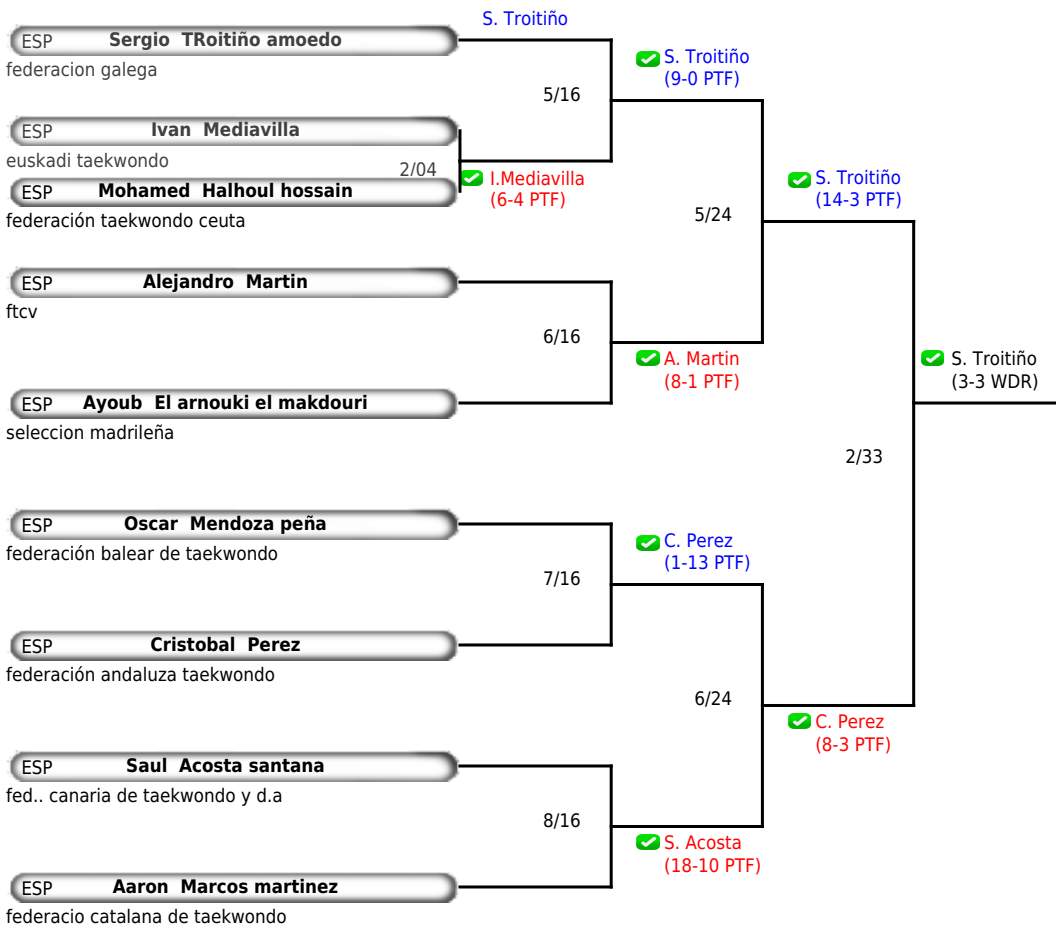 S. Troitiño
ESP Sergio TRoitiño amoedo
federacion galega
S. Troitiño
(9-0 PTF)
5/16
ESP Ivan Mediavilla
euskadi taekwondo
2/04
ESP Mohamed Halhoul hossain
federación taekwondo ceuta
I.Mediavilla
(6-4 PTF)
S. Troitiño
(14-3 PTF)
5/24
ESP Alejandro Martin
ftcv
6/16
A. Martin
(8-1 PTF)
S. Troitiño
(3-3 WDR)
ESP Ayoub El arnouki el makdouri
seleccion madrileña
2/33
ESP Oscar Mendoza peña
federación balear de taekwondo
C. Perez
(1-13 PTF)
7/16
ESP Cristobal Perez
federación andaluza taekwondo
6/24
C. Perez
(8-3 PTF)
ESP Saul Acosta santana
fed.. canaria de taekwondo y d.a
8/16
S. Acosta
(18-10 PTF)
ESP Aaron Marcos martinez
federacio catalana de taekwondo